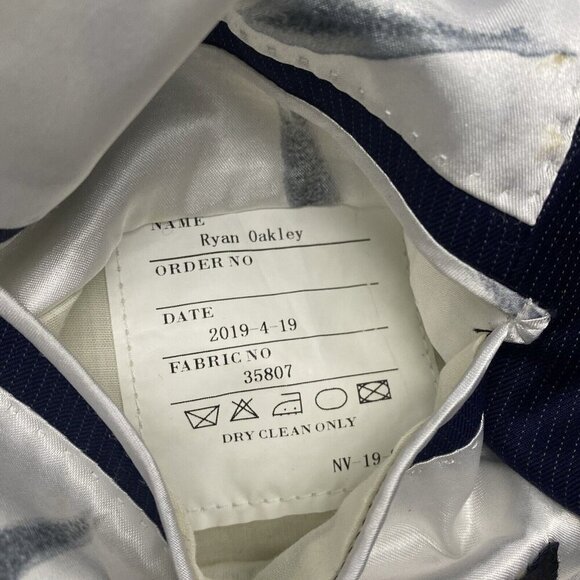 NAME
Ryan Oakley
ORDER NO
DATE
2019-4-19
FABRIC NO
35807
DRY CLEAN ONLY
NV-19-